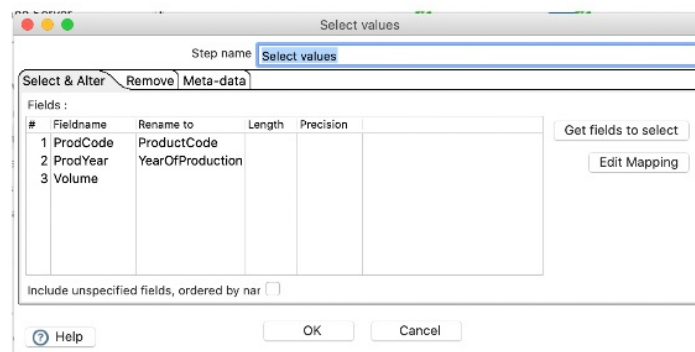 Select values
Step name Select values
Select & Alter Remove Meta-data
Fields :
# Fieldname Rename to Length Precision
1 ProdCode ProductCode
2 ProdYear YearOfProduction
3 Volume
Get fields to select
Edit Mapping
Include unspecified fields, ordered by nar
Help OK Cancel